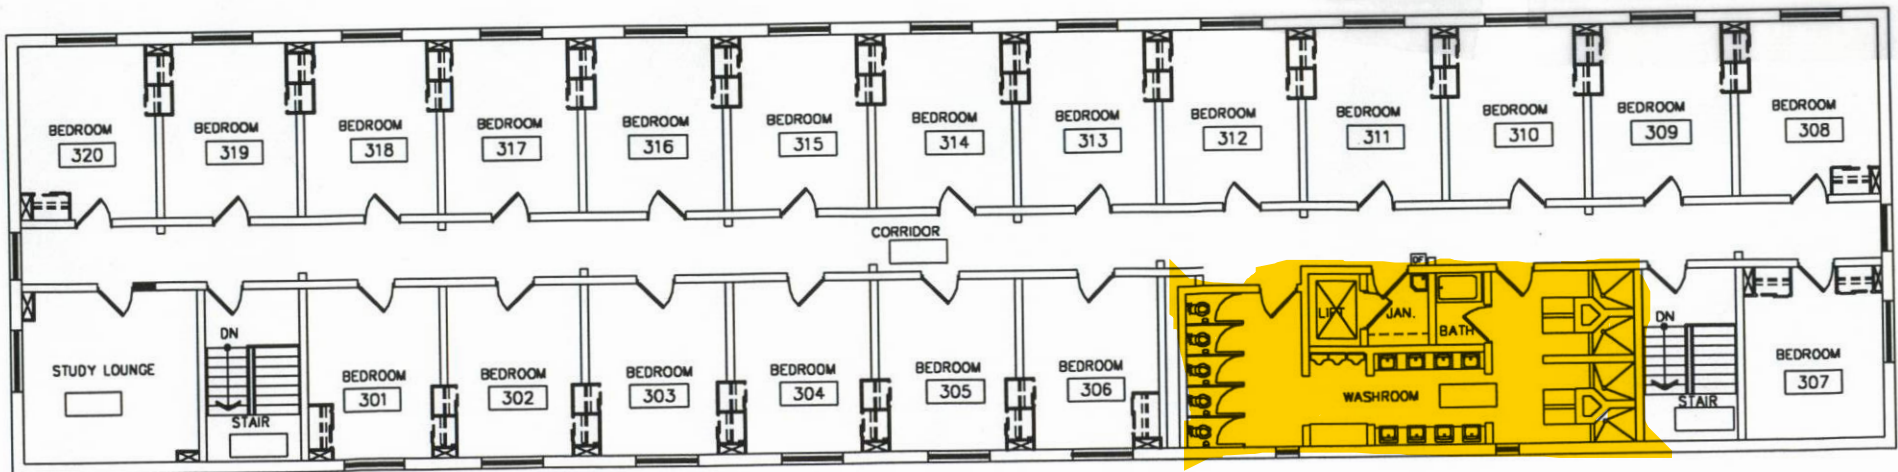 BEDROOM
320
BEDROOM
319
BEDROOM
318
BEDROOM
317
BEDROOM
316
BEDROOM
315
BEDROOM
314
BEDROOM
313
BEDROOM
312
BEDROOM
311
BEDROOM
310
BEDROOM
309
BEDROOM
308
CORRIDOR
STUDY LOUNGE
DN
STAIR
BEDROOM
301
BEDROOM
302
BEDROOM
303
BEDROOM
304
BEDROOM
305
BEDROOM
306
DF
LIFT
JAN.
BATH
WASHROOM
DN
STAIR
BEDROOM
307